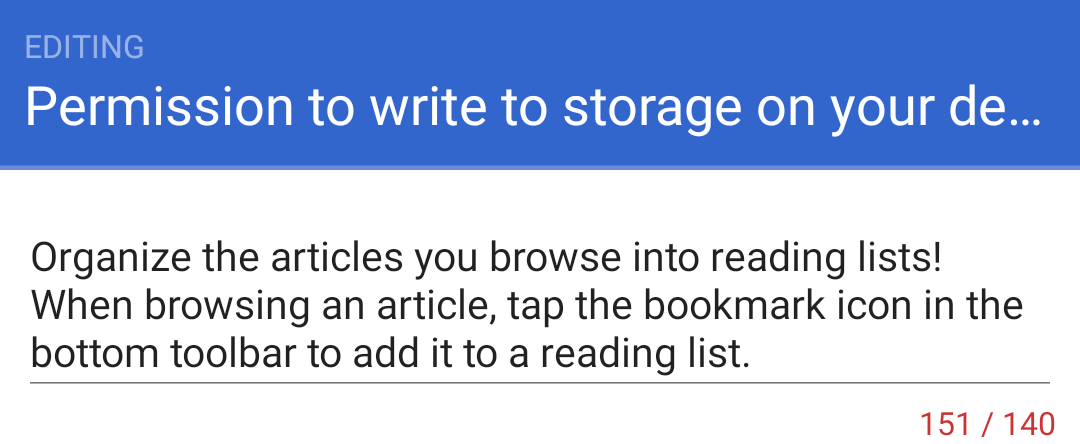 EDITING
Permission to write to storage on your de...
Organize the articles you browse into reading lists!
When browsing an article, tap the bookmark icon in the
bottom toolbar to add it to a reading list.
151 / 140